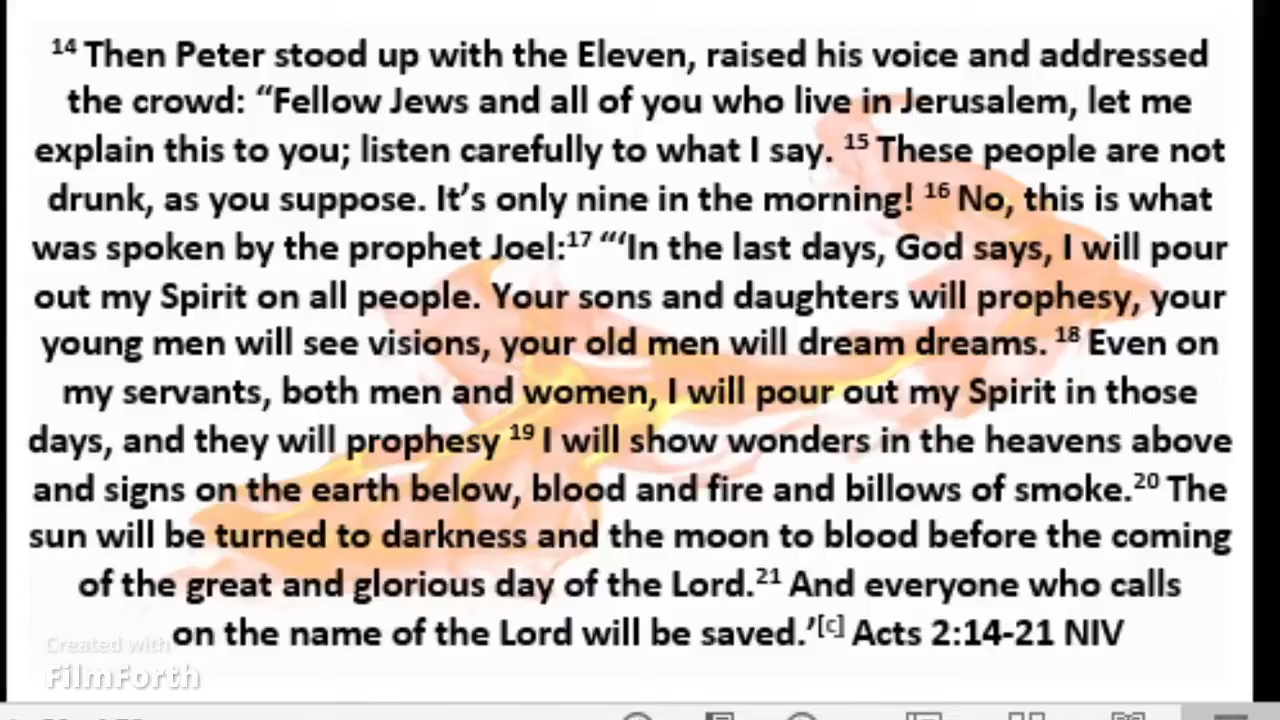 ¹⁴ Then Peter stood up with the Eleven, raised his voice and addressed
the crowd: “Fellow Jews and all of you who live in Jerusalem, let me
explain this to you; listen carefully to what I say. ¹⁵ These people are not
drunk, as you suppose. It’s only nine in the morning! ¹⁶ No, this is what
was spoken by the prophet Joel:¹⁷ “‘In the last days, God says, I will pour
out my Spirit on all people. Your sons and daughters will prophesy, your
young men will see visions, your old men will dream dreams. ¹⁸ Even on
my servants, both men and women, I will pour out my Spirit in those
days, and they will prophesy ¹⁹ I will show wonders in the heavens above
and signs on the earth below, blood and fire and billows of smoke.²⁰ The
sun will be turned to darkness and the moon to blood before the coming
of the great and glorious day of the Lord.²¹ And everyone who calls
on the name of the Lord will be saved.’[c] Acts 2:14-21 NIV
Created with
FilmForth